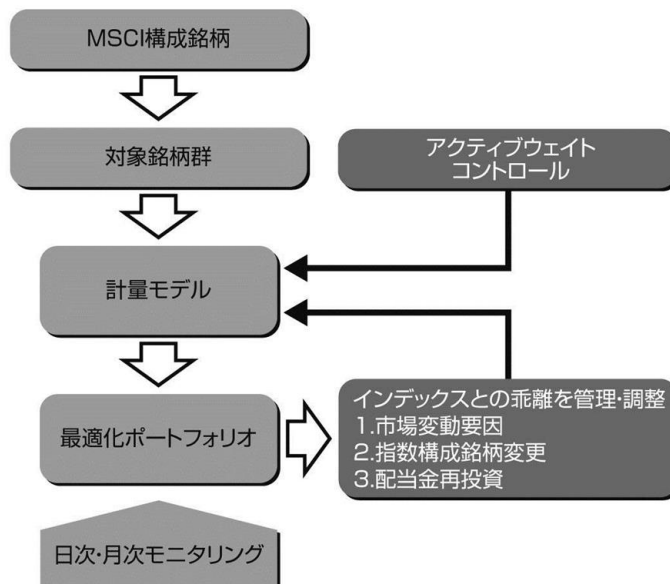 MSCI構成銘柄
対象銘柄群
アクティブウェイト
コントロール
計量モデル
最適化ポートフォリオ
インデックスとの乖離を管理・調整
1.市場変動要因
2.指数構成銘柄変更
3.配当金再投資
日次・月次モニタリング